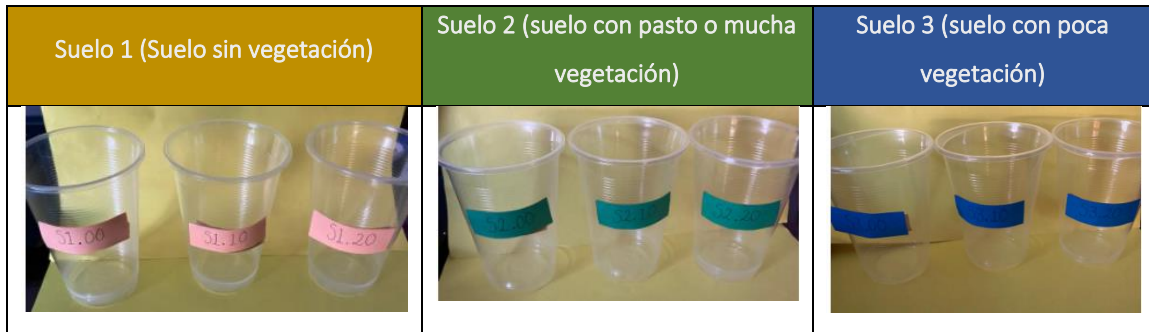 Suelo 1 (Suelo sin vegetación)
Suelo 2 (suelo con pasto o mucha
vegetación)
Suelo 3 (suelo con poca
vegetación)
S1.00
S1.10
S1.20
S2.00
S2.10
S2.20